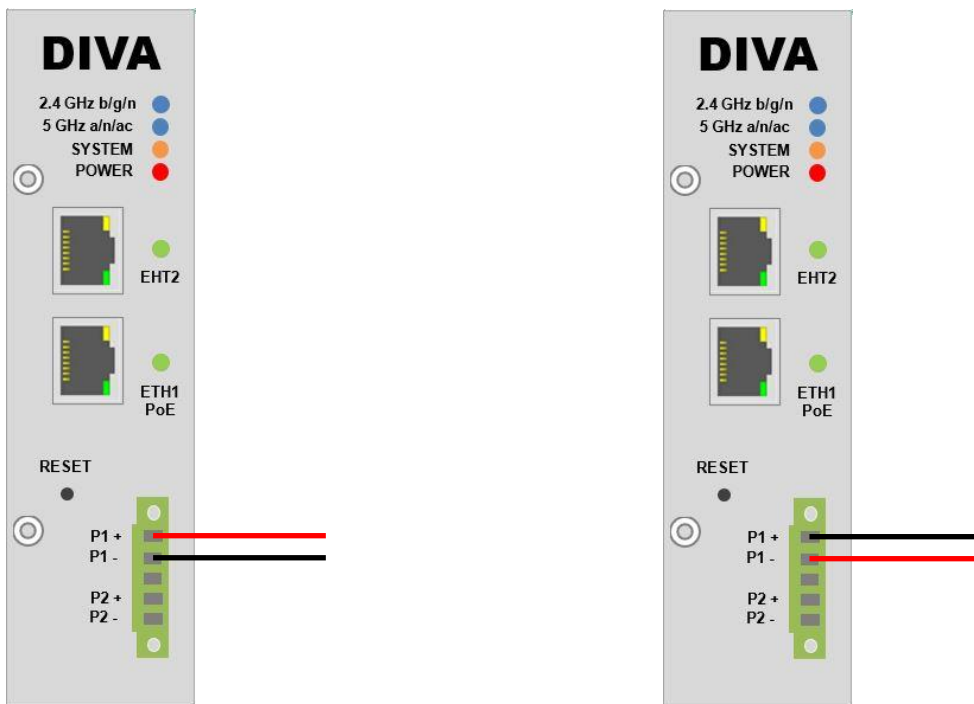 DIVA
2.4 GHz b/g/n
5 GHz a/n/ac
SYSTEM
POWER
EHT2
ETH1
PoE
RESET
P1 +
P1 -
P2 +
P2 -
DIVA
2.4 GHz b/g/n
5 GHz a/n/ac
SYSTEM
POWER
EHT2
ETH1
PoE
RESET
P1 +
P1 -
P2 +
P2 -